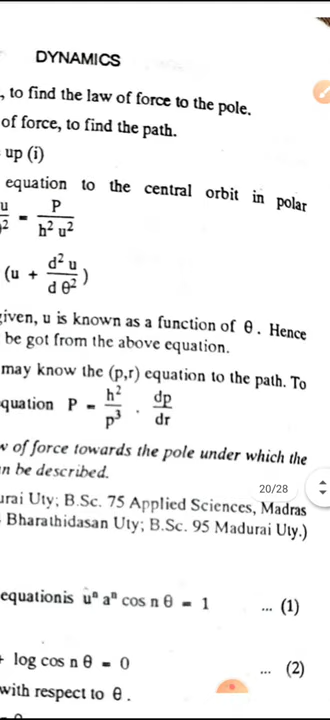 DYNAMICS
, to find the law of force to the pole.
of force, to find the path.
up (i)
equation to the central orbit in polar
u/2 = P/h² u²
(u + d² u/d θ²)
given, u is known as a function of θ. Hence
be got from the above equation.
may know the (p,r) equation to the path. To
equation P = h²/p³ . dp/dr
w of force towards the pole under which the
n be described.
20/28
urai Uty; B.Sc. 75 Applied Sciences, Madras
Bharathidasan Uty; B.Sc. 95 Madurai Uty.)
equation is uⁿ aⁿ cos n θ = 1 ... (1)
+ log cos n θ = 0 ... (2)
with respect to θ.